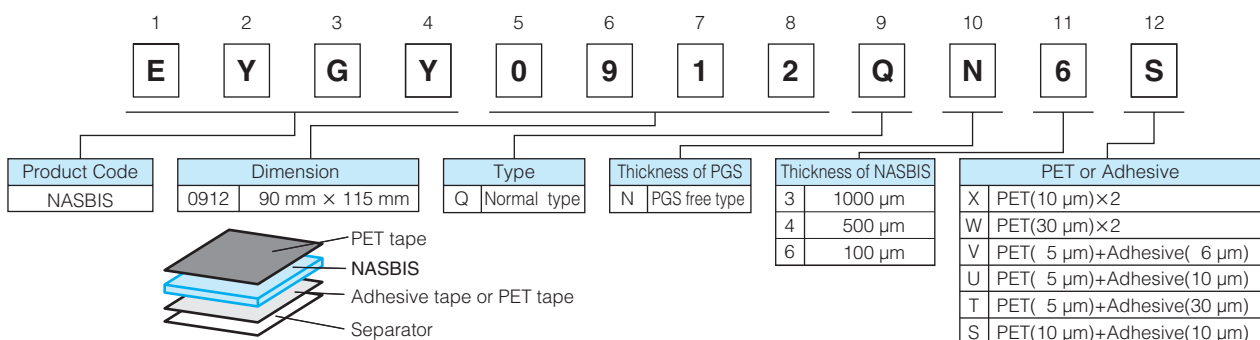 1 2 3 4 5 6 7 8 9 10 11 12
E Y G Y 0 9 1 2 Q N 6 S
Product Code
NASBIS
Dimension
0912 90 mm × 115 mm
Type
Q Normal type
Thickness of PGS
N PGS free type
Thickness of NASBIS
3 1000 µm
4 500 µm
6 100 µm
PET or Adhesive
X PET(10 µm)×2
W PET(30 µm)×2
V PET( 5 µm)+Adhesive( 6 µm)
U PET( 5 µm)+Adhesive(10 µm)
T PET( 5 µm)+Adhesive(30 µm)
S PET(10 µm)+Adhesive(10 µm)
PET tape
NASBIS
Adhesive tape or PET tape
Separator